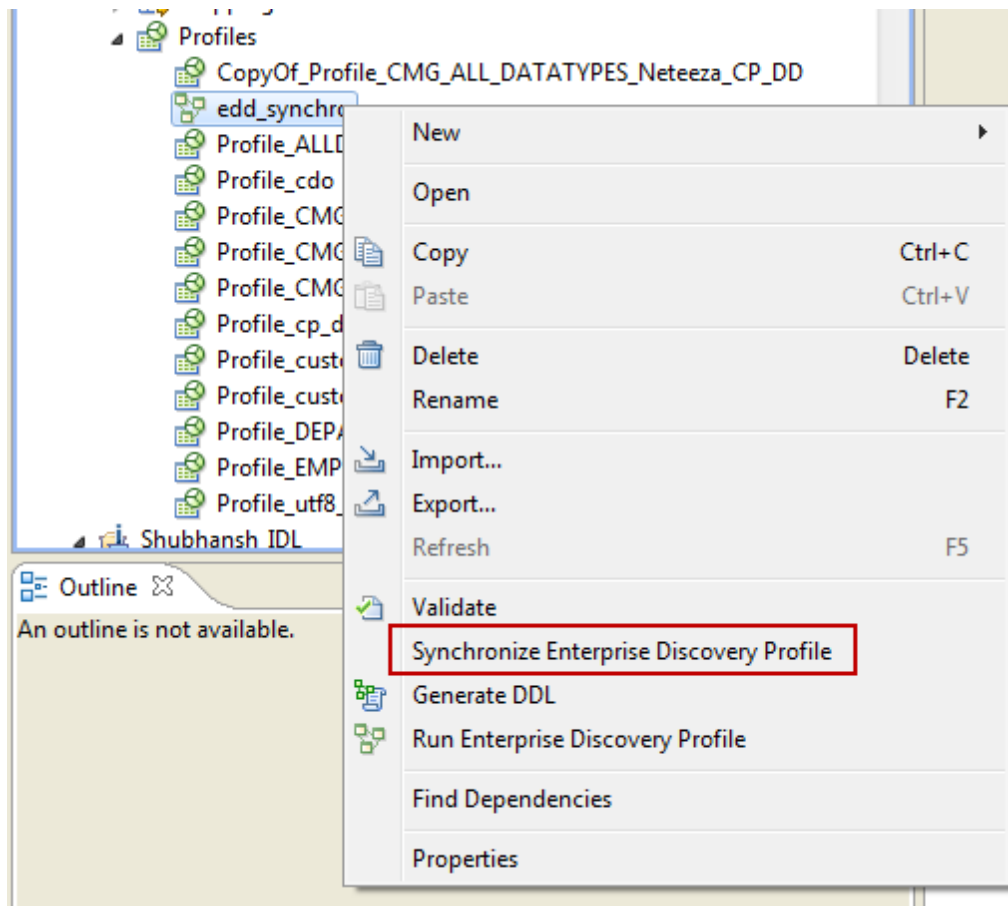 Profiles
CopyOf_Profile_CMG_ALL_DATATYPES_Neteeza_CP_DD
edd_synchro
Profile_ALLD
Profile_cdo
Profile_CMG
Profile_CMG
Profile_CMG
Profile_cp_d
Profile_custo
Profile_custo
Profile_DEPA
Profile_EMP
Profile_utf8_
Shubhansh_IDL
Outline
An outline is not available.
New
Open
Copy Ctrl+C
Paste Ctrl+V
Delete Delete
Rename F2
Import...
Export...
Refresh F5
Validate
Synchronize Enterprise Discovery Profile
Generate DDL
Run Enterprise Discovery Profile
Find Dependencies
Properties